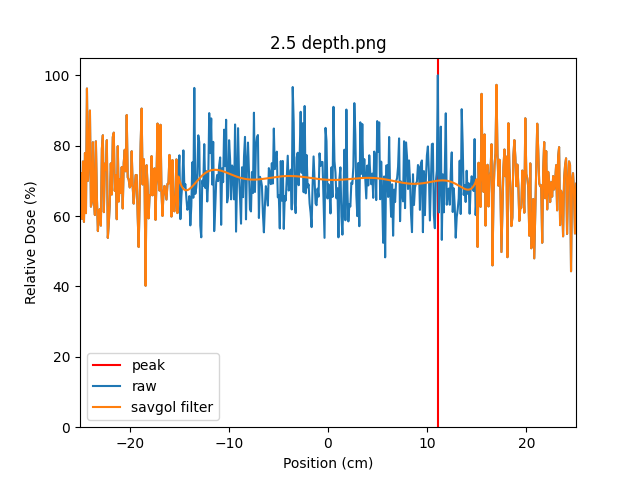 2.5 depth.png
100
80
60
40
20
0
Relative Dose (%)
peak
raw
savgol filter
−20
−10
0
10
20
Position (cm)